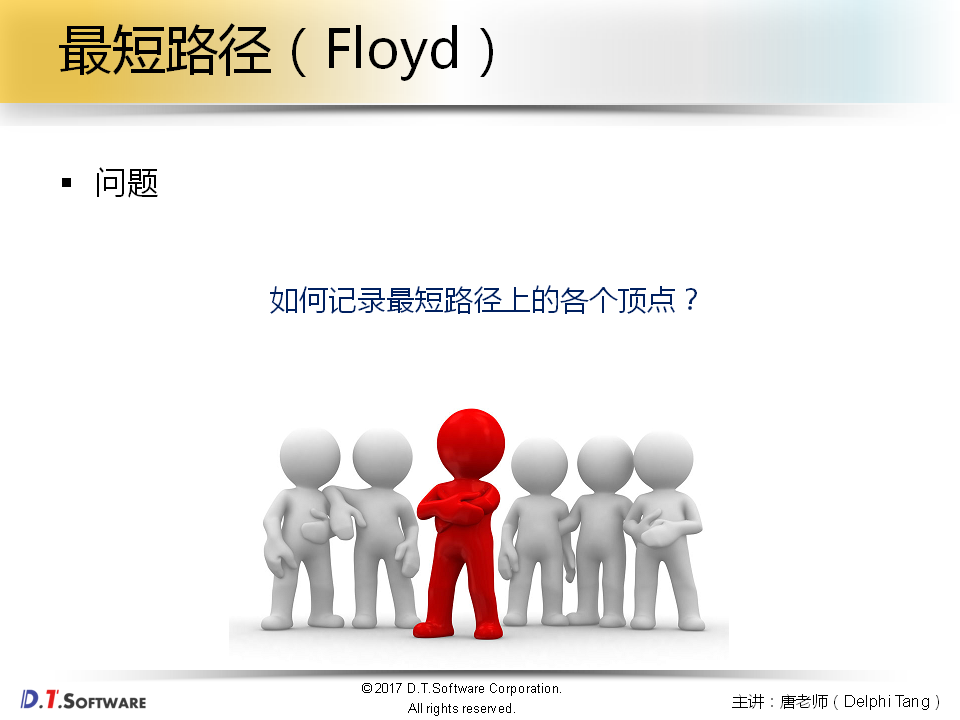 最短路径（Floyd）
▪ 问题
如何记录最短路径上的各个顶点？
D.T.SOFTWARE
©2017 D.T.Software Corporation.
All rights reserved.
主讲：唐老师（Delphi Tang）